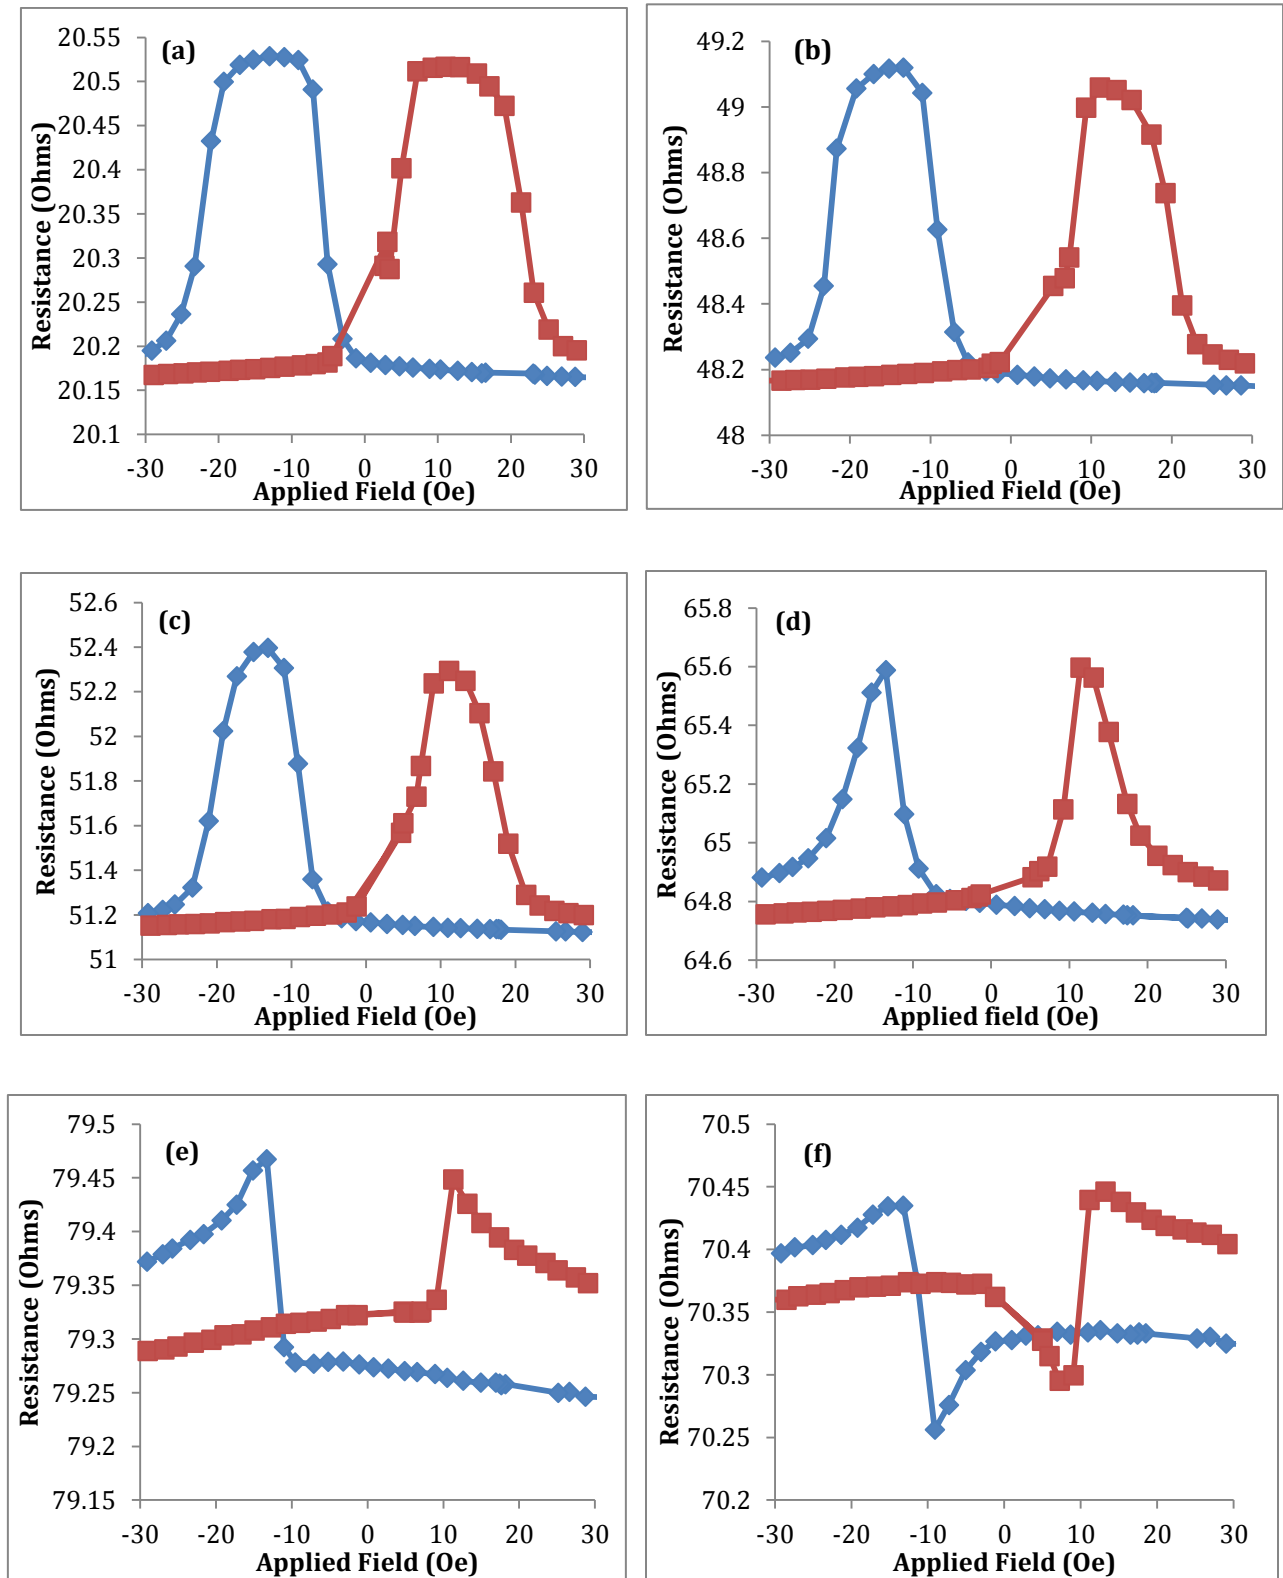 (a)
20.55
20.5
20.45
20.4
20.35
20.3
20.25
20.2
20.15
20.1
Resistance (Ohms)
-30 -20 -10 0 10 20 30
Applied Field (Oe)
(b)
49.2
49
48.8
48.6
48.4
48.2
48
Resistance (Ohms)
-30 -20 -10 0 10 20 30
Applied Field (Oe)
(c)
52.6
52.4
52.2
52
51.8
51.6
51.4
51.2
51
Resistance (Ohms)
-30 -20 -10 0 10 20 30
Applied Field (Oe)
(d)
65.8
65.6
65.4
65.2
65
64.8
64.6
Resistance (Ohms)
-30 -20 -10 0 10 20 30
Applied field (Oe)
(e)
79.5
79.45
79.4
79.35
79.3
79.25
79.2
79.15
Resistance (Ohms)
-30 -20 -10 0 10 20 30
Applied Field (Oe)
(f)
70.5
70.45
70.4
70.35
70.3
70.25
70.2
Resistance (Ohms)
-30 -20 -10 0 10 20 30
Applied Field (Oe)